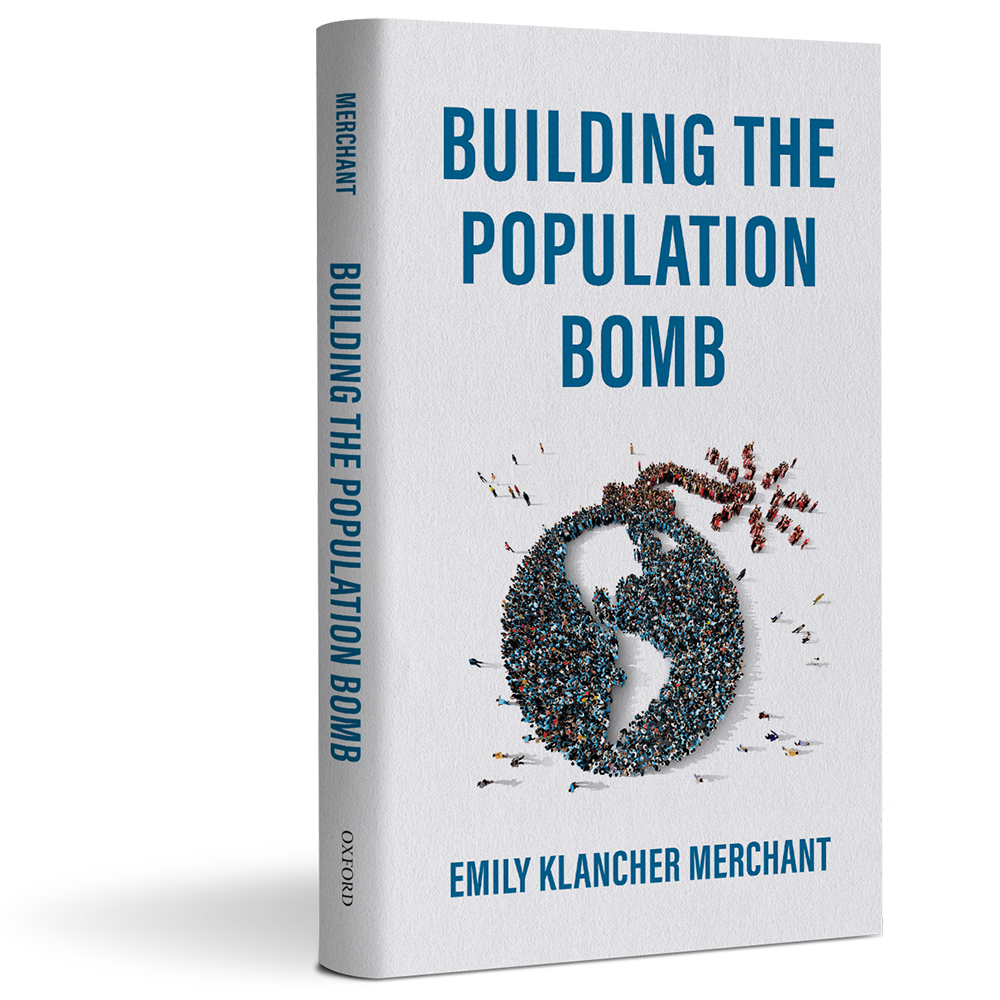 MERCHANT
BUILDING THE POPULATION BOMB
OXFORD
BUILDING THE
POPULATION
BOMB
EMILY KLANCHER MERCHANT